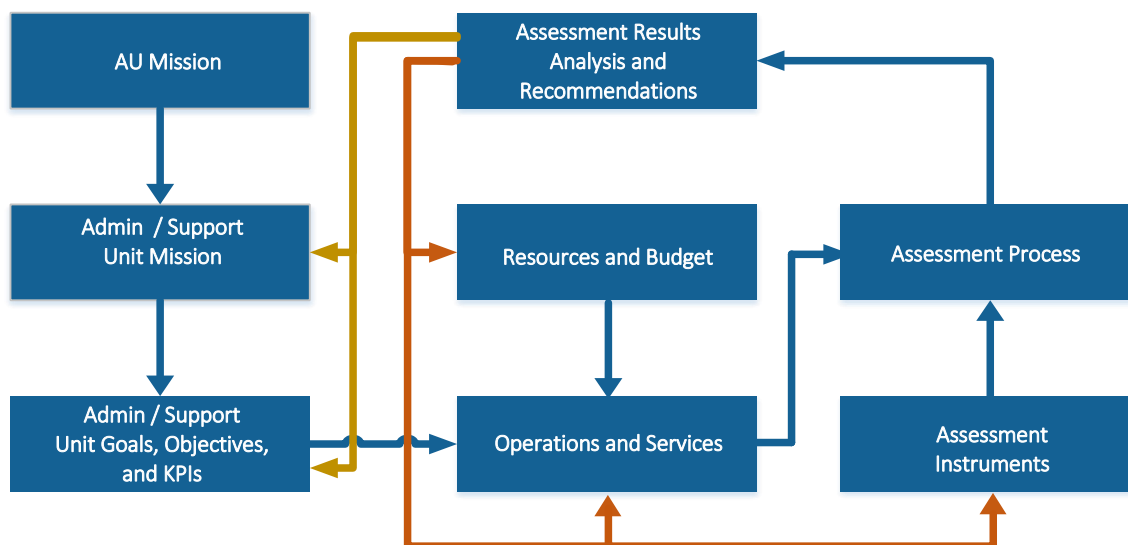 AU Mission
Assessment Results
Analysis and
Recommendations
Admin / Support
Unit Mission
Resources and Budget
Assessment Process
Admin / Support
Unit Goals, Objectives,
and KPIs
Operations and Services
Assessment
Instruments